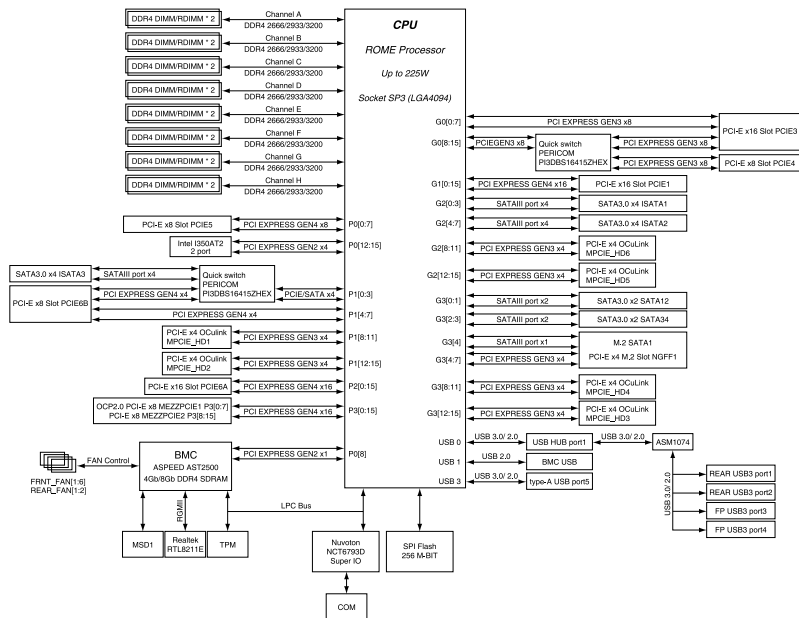 DDR4 DIMM/RDIMM * 2
Channel A
DDR4 2666/2933/3200
DDR4 DIMM/RDIMM * 2
Channel B
DDR4 2666/2933/3200
DDR4 DIMM/RDIMM * 2
Channel C
DDR4 2666/2933/3200
DDR4 DIMM/RDIMM * 2
Channel D
DDR4 2666/2933/3200
DDR4 DIMM/RDIMM * 2
Channel E
DDR4 2666/2933/3200
DDR4 DIMM/RDIMM * 2
Channel F
DDR4 2666/2933/3200
DDR4 DIMM/RDIMM * 2
Channel G
DDR4 2666/2933/3200
DDR4 DIMM/RDIMM * 2
Channel H
DDR4 2666/2933/3200
CPU
ROME Processor
Up to 225W
Socket SP3 (LGA4094)
PCI-E x8 Slot PCIE5
PCI EXPRESS GEN4 x8
P0[0:7]
Intel I350AT2
2 port
PCI EXPRESS GEN2 x4
P0[12:15]
SATA3.0 x4 ISATA3
SATAIII port x4
Quick switch
PERICOM
PI3DBS16415ZHEX
PCI-E x8 Slot PCIE6B
PCI EXPRESS GEN4 x4
PCIE/SATA x4
P1[0:3]
PCI EXPRESS GEN4 x4
P1[4:7]
PCI-E x4 OCulink
MPCIE_HD1
PCI EXPRESS GEN3 x4
P1[8:11]
PCI-E x4 OCulink
MPCIE_HD2
PCI EXPRESS GEN3 x4
P1[12:15]
PCI-E x16 Slot PCIE6A
PCI EXPRESS GEN4 x16
P2[0:15]
OCP2.0 PCI-E x8 MEZZPCIE1 P3[0:7]
PCI-E x8 MEZZPCIE2 P3[8:15]
PCI EXPRESS GEN4 x16
P3[0:15]
FRNT_FAN[1:6]
REAR_FAN[1:2]
FAN Control
BMC
ASPEED AST2500
4Gb/8Gb DDR4 SDRAM
PCI EXPRESS GEN2 x1
P0[8]
RGMII
LPC Bus
MSD1
Realtek
RTL8211E
TPM
Nuvoton
NCT6793D
Super IO
COM
SPI Flash
256 M-BIT
G0[0:7]
PCI EXPRESS GEN3 x8
PCI-E x16 Slot PCIE3
G0[8:15]
PCIEGEN3 x8
Quick switch
PERICOM
PI3DBS16415ZHEX
PCI EXPRESS GEN3 x8
PCI EXPRESS GEN3 x8
PCI-E x8 Slot PCIE4
G1[0:15]
PCI EXPRESS GEN4 x16
PCI-E x16 Slot PCIE1
G2[0:3]
SATAIII port x4
SATA3.0 x4 ISATA1
G2[4:7]
SATAIII port x4
SATA3.0 x4 ISATA2
G2[8:11]
PCI EXPRESS GEN3 x4
PCI-E x4 OCuLink
MPCIE_HD6
G2[12:15]
PCI EXPRESS GEN3 x4
PCI-E x4 OCuLink
MPCIE_HD5
G3[0:1]
SATAIII port x2
SATA3.0 x2 SATA12
G3[2:3]
SATAIII port x2
SATA3.0 x2 SATA34
G3[4]
SATAIII port x1
M.2 SATA1
G3[4:7]
PCI EXPRESS GEN3 x4
PCI-E x4 M.2 Slot NGFF1
G3[8:11]
PCI EXPRESS GEN3 x4
PCI-E x4 OCuLink
MPCIE_HD4
G3[12:15]
PCI EXPRESS GEN3 x4
PCI-E x4 OCuLink
MPCIE_HD3
USB 0
USB 3.0/ 2.0
USB HUB port1
USB 3.0/ 2.0
ASM1074
USB 1
USB 2.0
BMC USB
USB 3
USB 3.0/ 2.0
type-A USB port5
USB 3.0/ 2.0
REAR USB3 port1
REAR USB3 port2
FP USB3 port3
FP USB3 port4